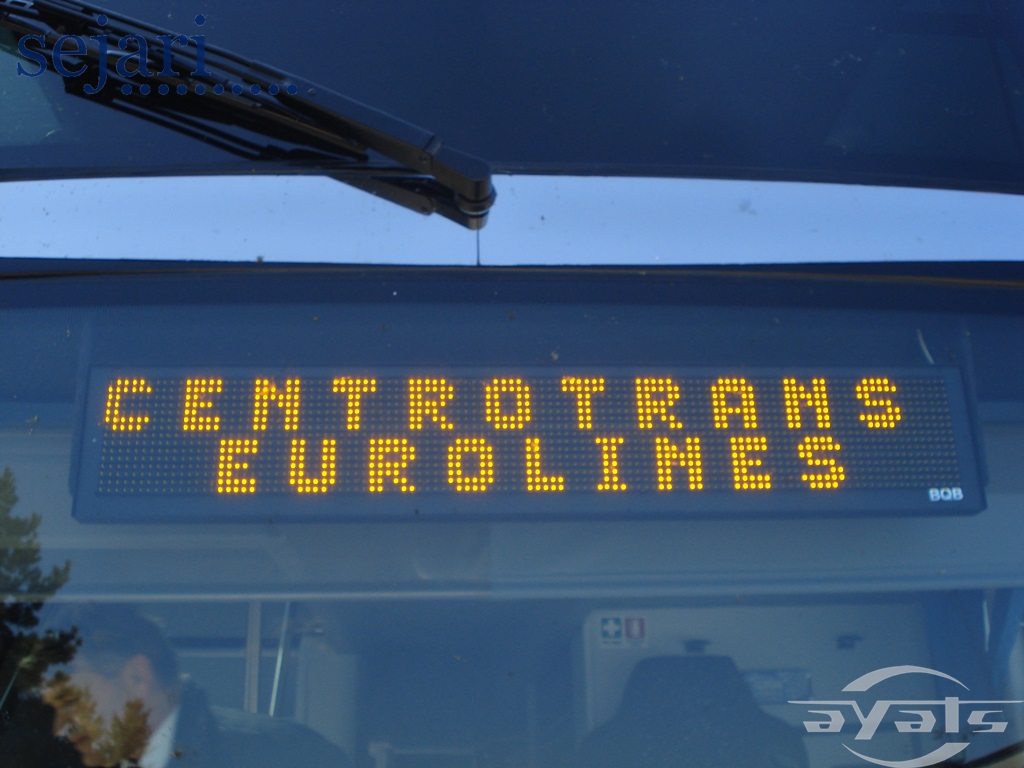 sejari..........
CENTROTRANS
EUROLINES
BQB
ayats